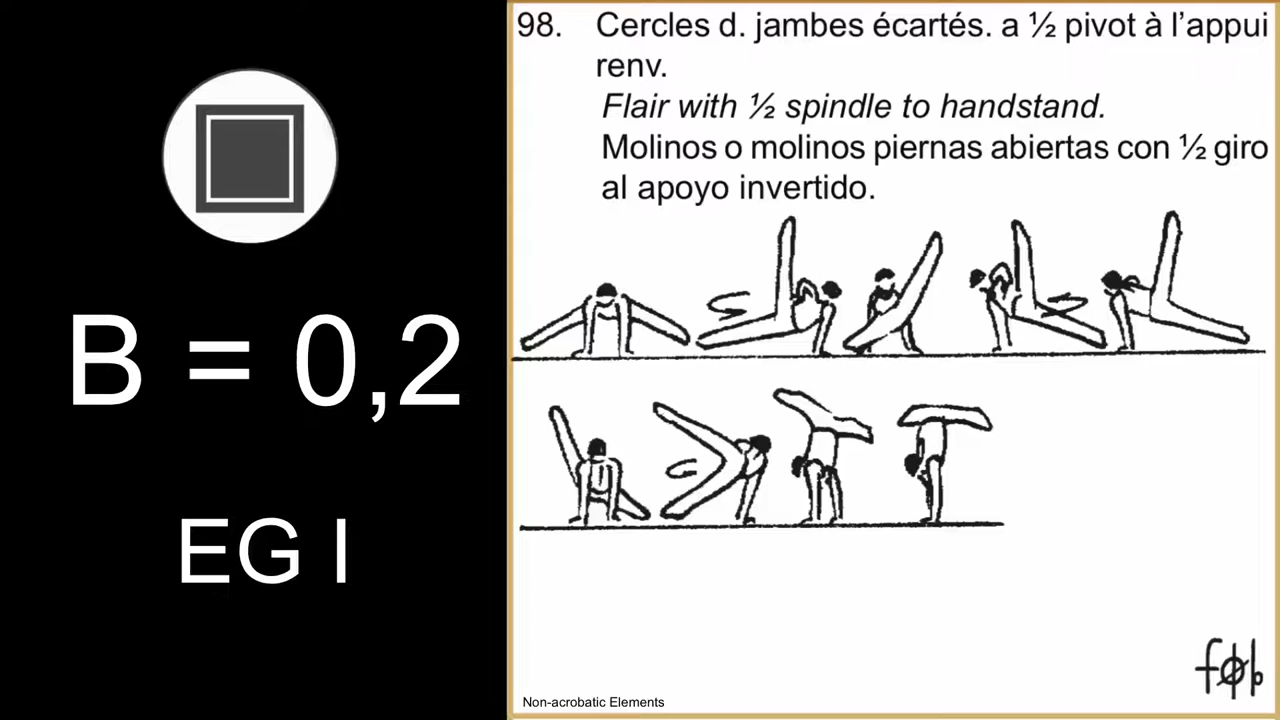 B = 0,2
EG I
98. Cercles d. jambes écartés. a ½ pivot à l’appui
renv.
Flair with ½ spindle to handstand.
Molinos o molinos piernas abiertas con ½ giro
al apoyo invertido.
Non-acrobatic Elements